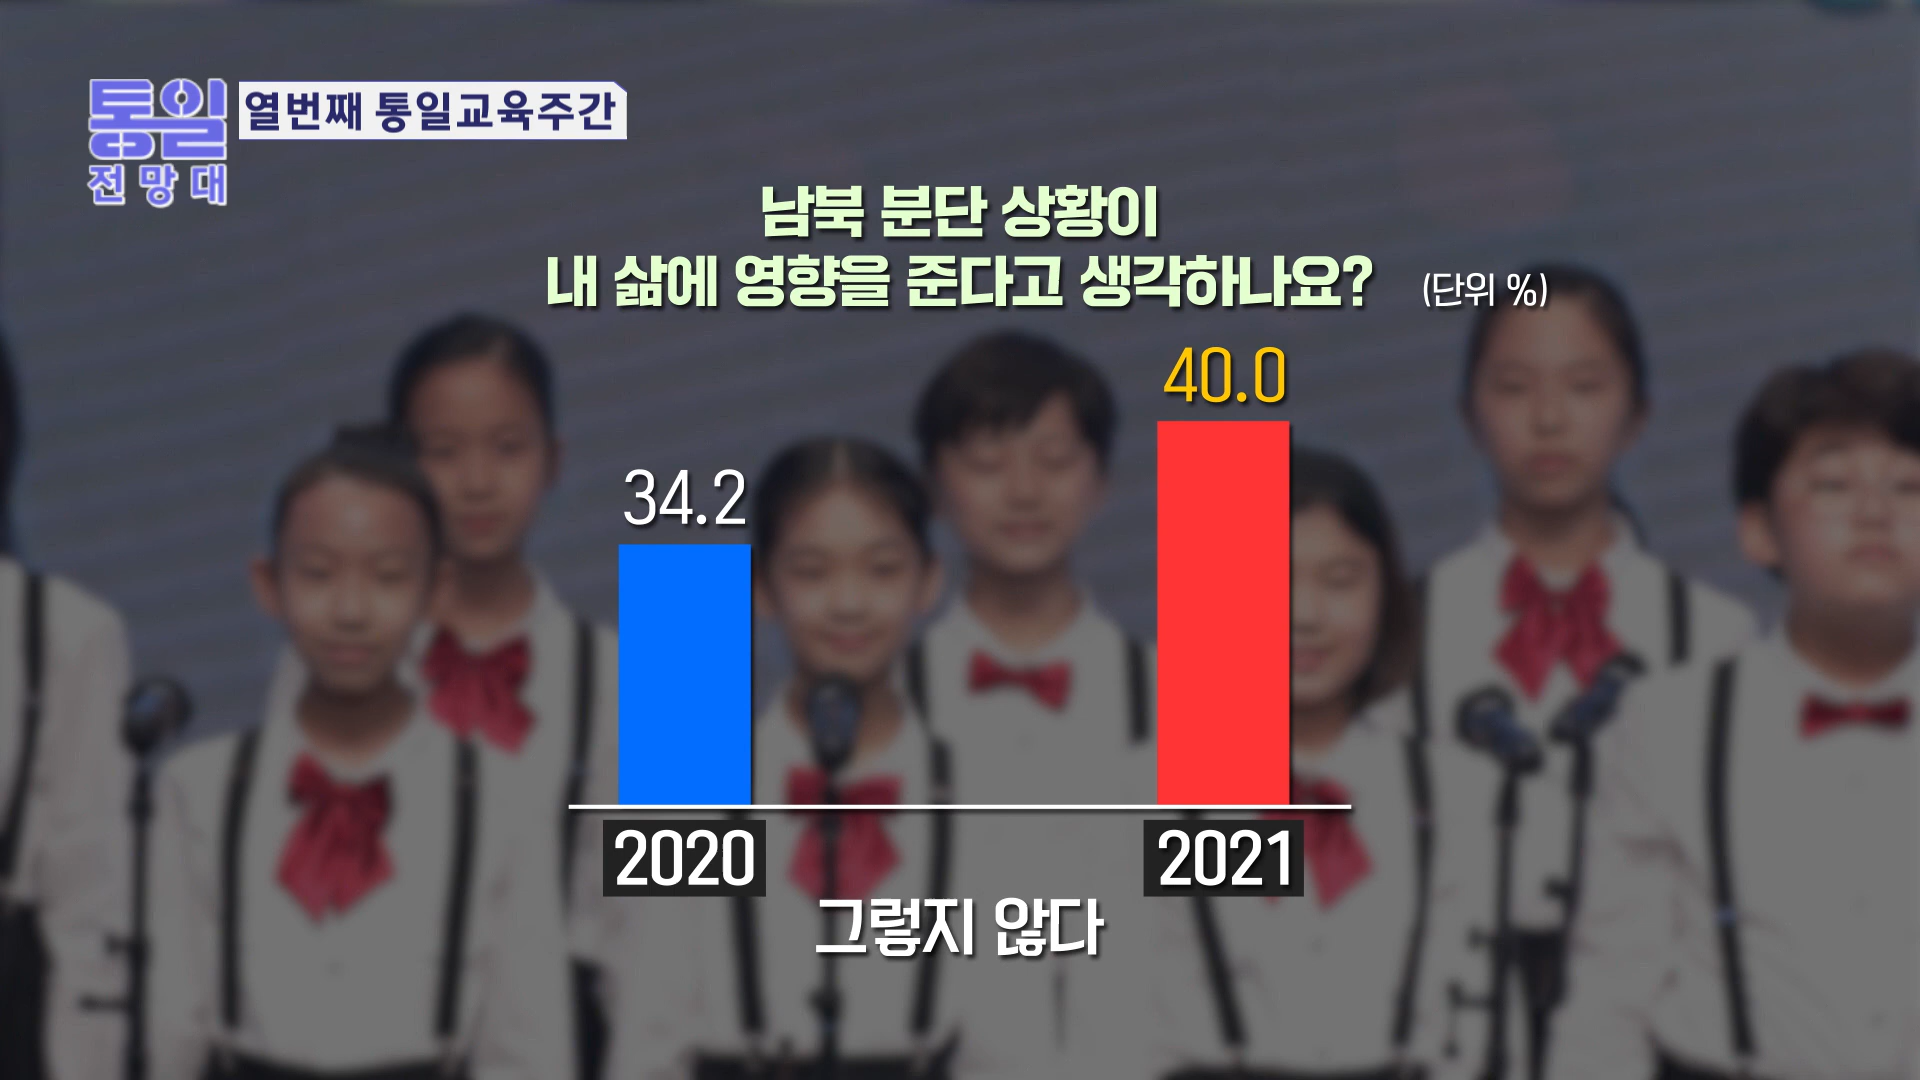 통일
전망대
열번째 통일교육주간
남북 분단 상황이
내 삶에 영향을 준다고 생각하나요?
(단위 %)
34.2
40.0
2020
2021
그렇지 않다